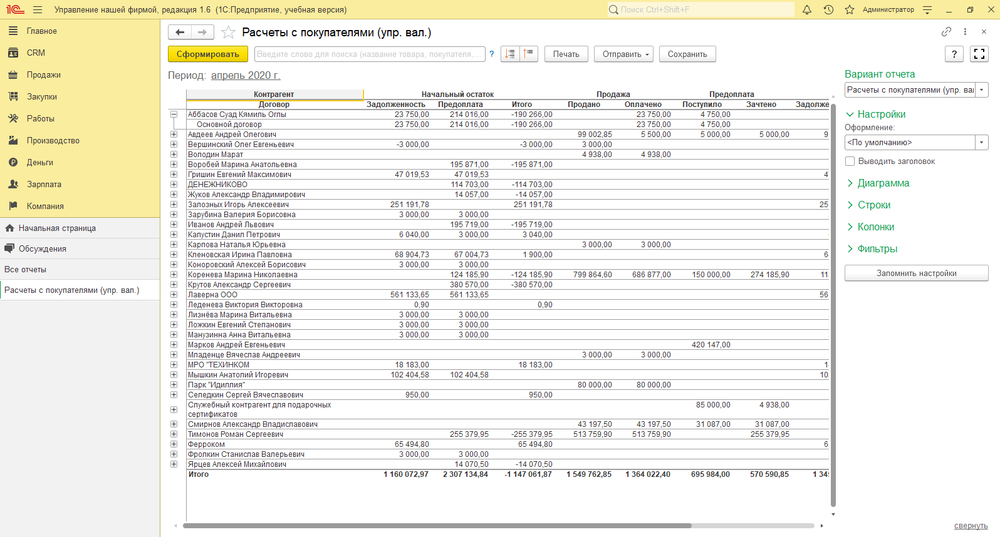 1С Управление нашей фирмой, редакция 1.6 (1С:Предприятие, учебная версия) Поиск Ctrl+Shift+F Администратор
Главное
CRM
Продажи
Закупки
Работы
Производство
Деньги
Зарплата
Компания
Начальная страница
Обсуждения
Все отчеты
Расчеты с покупателями (упр. вал.)
Расчеты с покупателями (упр. вал.)
Сформировать Введите слово для поиска (название товара, покупателя,... ? Печать Отправить Сохранить ?
Период: апрель 2020 г.
Контрагент Начальный остаток Продажа Предоплата
Договор Задолженность Предоплата Итого Продано Оплачено Поступило Зачтено Задолже
Аббасов Суад Кямиль Оглы 23 750,00 214 016,00 -190 266,00 23 750,00 4 750,00
Основной договор 23 750,00 214 016,00 -190 266,00 23 750,00 4 750,00
Авдеев Андрей Олегович 99 002,85 5 500,00 5 000,00 5 000,00 9
Вершинский Олег Евгеньевич -3 000,00 -3 000,00 3 000,00
Володин Марат 4 938,00 4 938,00
Воробей Марина Анатольевна 195 871,00 -195 871,00
Гришин Евгений Максимович 47 019,53 47 019,53 4
ДЕНЕЖНИКОВО 114 703,00 -114 703,00
Жуков Александр Владимирович 14 057,00 -14 057,00
Залозных Игорь Алексеевич 251 191,78 251 191,78 25
Зарубина Валерия Борисовна 3 000,00 3 000,00
Иванов Андрей Львович 195 719,00 -195 719,00
Капустин Данил Петрович 6 040,00 3 000,00 3 040,00
Карпова Наталья Юрьевна 3 000,00 3 000,00
Кленовская Ирина Павловна 68 904,73 67 004,73 1 900,00 6
Коноровский Алексей Борисович 3 000,00 3 000,00
Коренева Марина Николаевна 124 185,90 -124 185,90 799 864,60 686 877,00 150 000,00 274 185,90 11
Крутов Александр Сергеевич 380 570,00 -380 570,00
Лаверна ООО 561 133,65 561 133,65 56
Леденева Виктория Викторовна 0,90 0,90
Лизнёва Марина Витальевна 3 000,00 3 000,00
Ложкин Евгений Степанович 3 000,00 3 000,00
Манузинна Анна Витальевна 3 000,00 3 000,00
Марков Андрей Евгеньевич 420 147,00
Младенце Вячеслав Андреевич 3 000,00 3 000,00
МРО "ТЕХИНКОМ 18 183,00 18 183,00 1
Мышкин Анатолий Игоревич 102 404,58 102 404,58 10
Парк "Идиллия" 80 000,00 80 000,00
Селедкин Сергей Вячеславович 950,00 950,00
Служебный контрагент для подарочных 85 000,00 4 938,00
сертификатов
Смирнов Александр Владиславович 43 197,50 43 197,50 31 087,00 31 087,00
Тимонов Роман Сергеевич 255 379,95 -255 379,95 513 759,90 513 759,90 255 379,95
Ферроком 65 494,80 65 494,80 6
Фролкин Станислав Валерьевич 3 000,00 3 000,00
Ярцев Алексей Михайлович 14 070,50 -14 070,50
Итого 1 160 072,97 2 307 134,84 -1 147 061,87 1 549 762,85 1 364 022,40 695 984,00 570 590,85 1 34
Вариант отчета
Расчеты с покупателями (упр. вал
Настройки
Оформление:
<По умолчанию>
Выводить заголовок
Диаграмма
Строки
Колонки
Фильтры
Запомнить настройки
свернуть